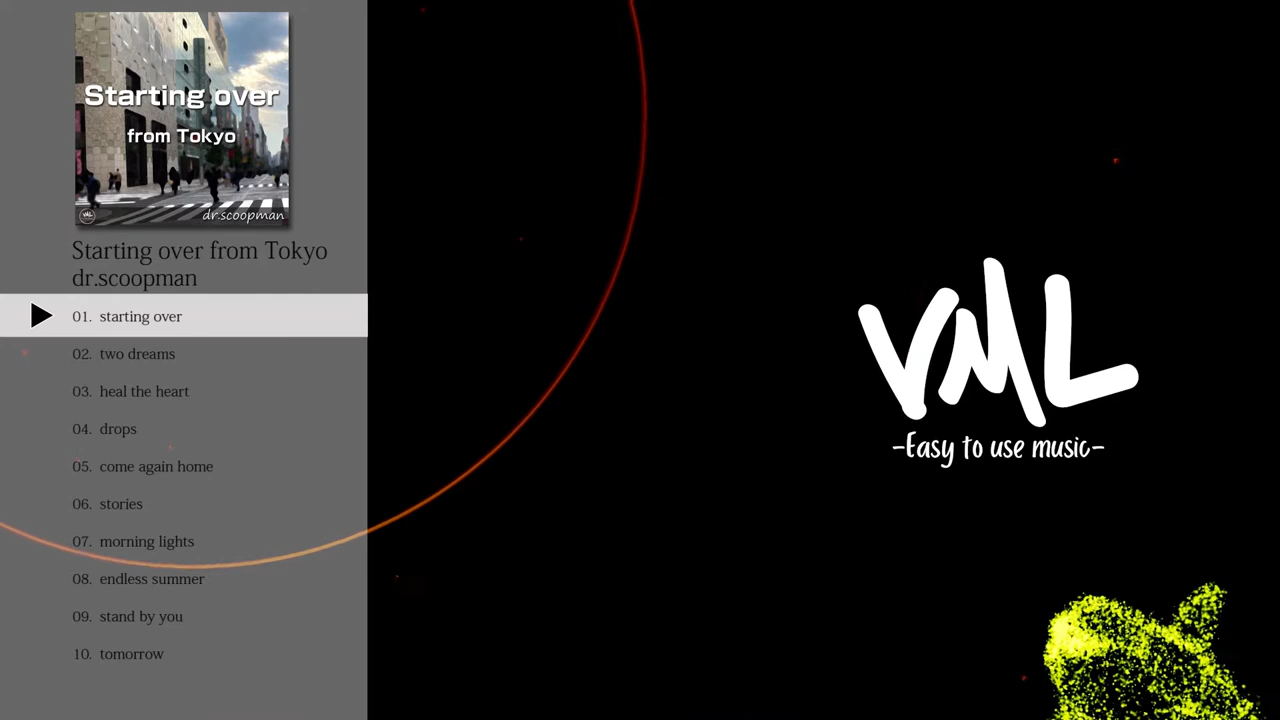 Starting over
from Tokyo
VML
dr.scoopman
Starting over from Tokyo
dr.scoopman
01. starting over
02. two dreams
03. heal the heart
04. drops
05. come again home
06. stories
07. morning lights
08. endless summer
09. stand by you
10. tomorrow
VML
-Easy to use music-